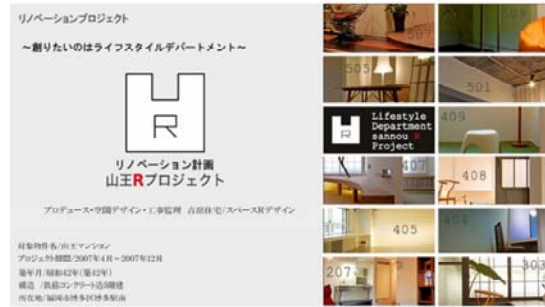 リノベーションプロジェクト
～創りたいのはライフスタイルデパートメント～
R
リノベーション計画
山王Rプロジェクト
プロデュース・空間デザイン・工事監理 吉原住宅/スペースRデザイン
対象物件名/山王マンション
プロジェクト期間/2007年4月～2007年12月
築年月/昭和42年(築42年)
構造 /鉄筋コンクリート造5階建
所在地/福岡市博多区博多駅南
507
505
501
R
Lifestyle
Department
sannou R
Project
409
407
408
405
404
207
303